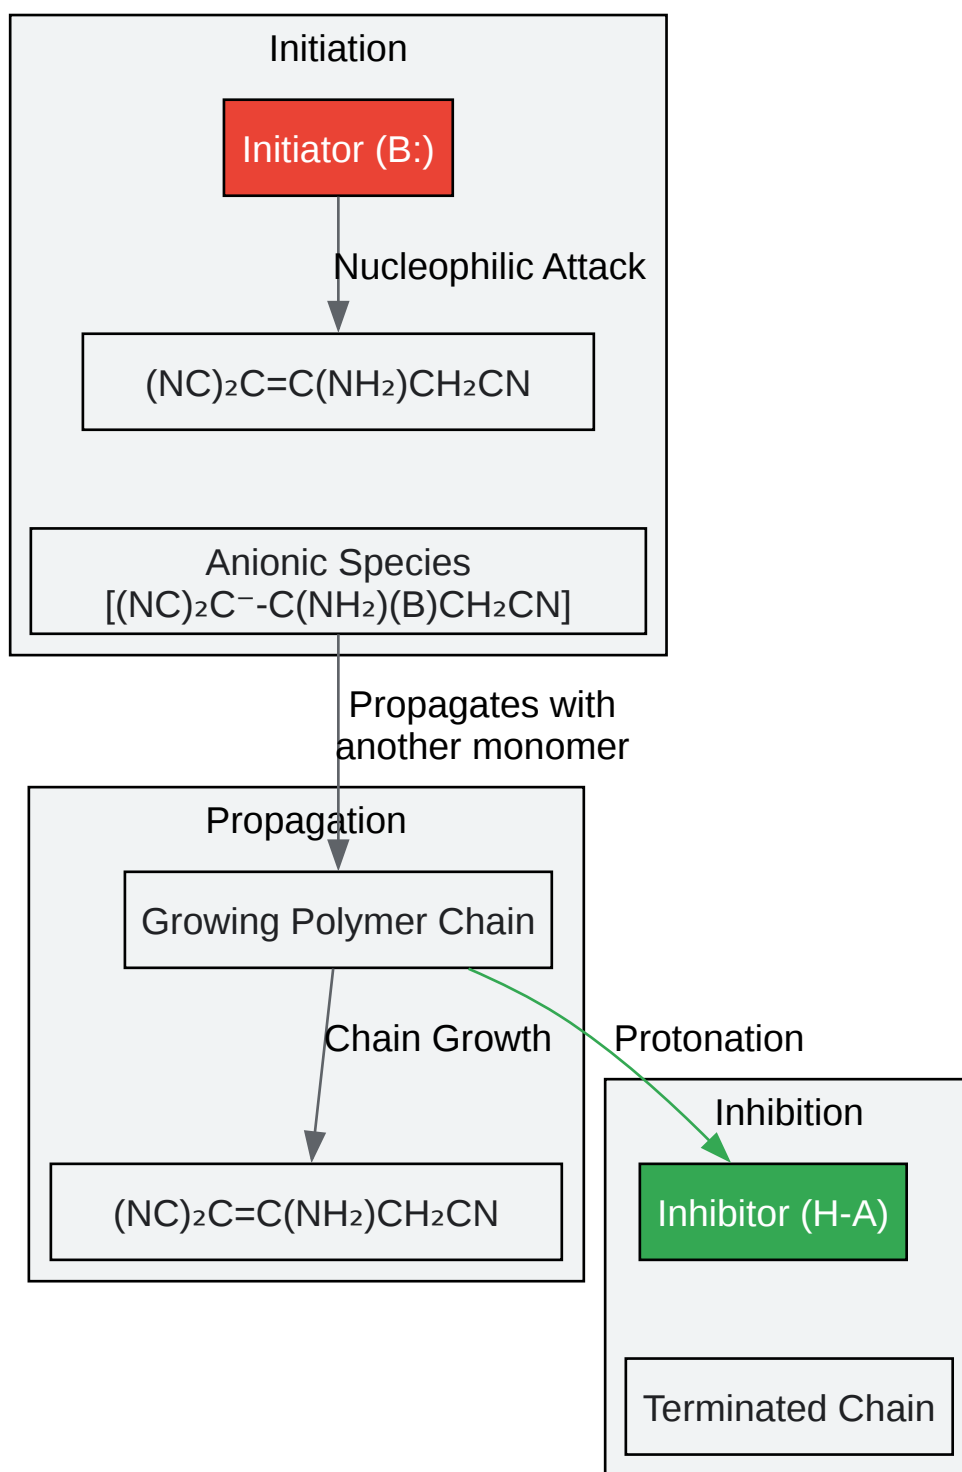 Initiation
Initiator (B:)
Nucleophilic Attack
(NC)₂C=C(NH₂)CH₂CN
Anionic Species
[(NC)₂C⁻-C(NH₂)(B)CH₂CN]
Propagates with
another monomer
Propagation
Growing Polymer Chain
Chain Growth
Protonation
Inhibition
(NC)₂C=C(NH₂)CH₂CN
Inhibitor (H-A)
Terminated Chain